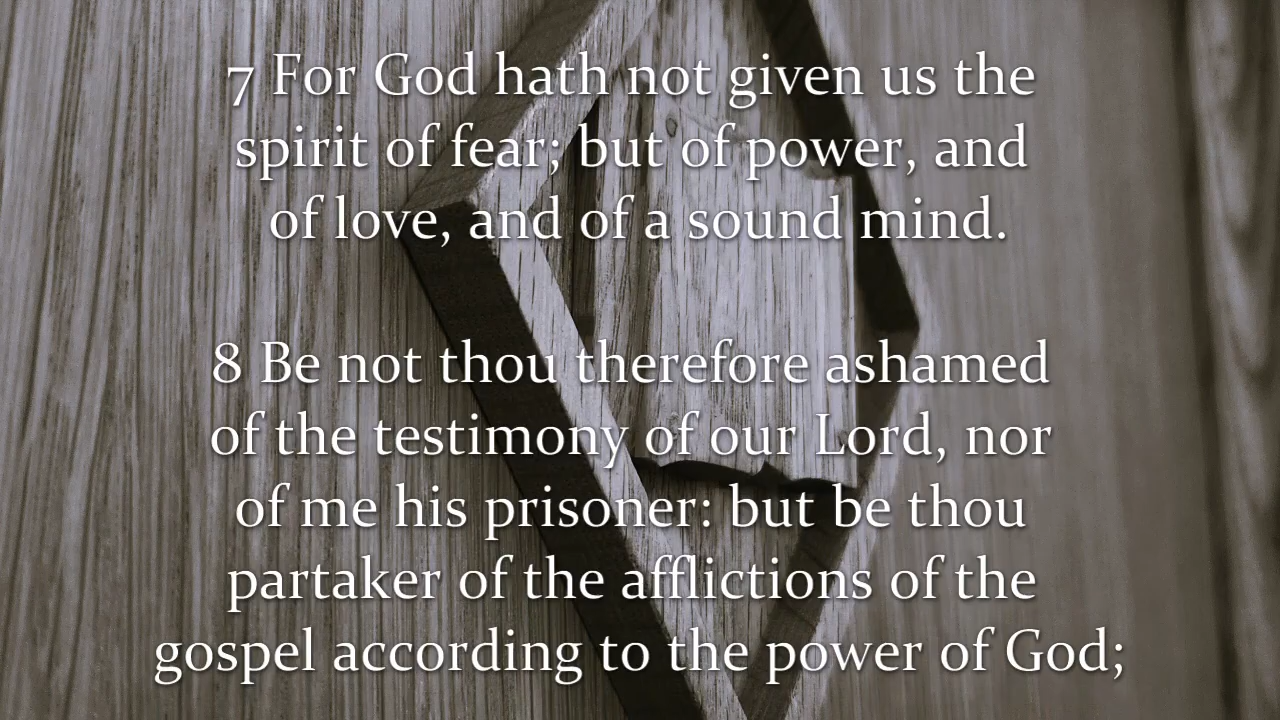 7 For God hath not given us the
spirit of fear; but of power, and
of love, and of a sound mind.
8 Be not thou therefore ashamed
of the testimony of our Lord, nor
of me his prisoner: but be thou
partaker of the afflictions of the
gospel according to the power of God;